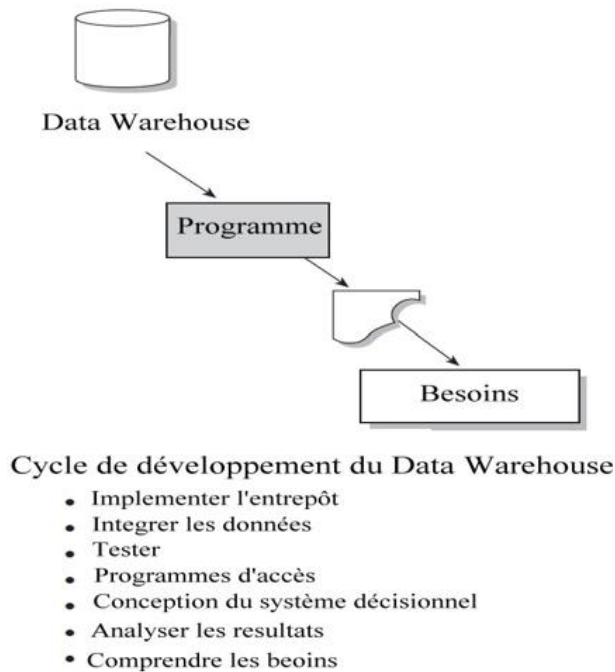 Data Warehouse
Programme
Besoins
Cycle de développement du Data Warehouse
• Implementer l'entrepôt
• Integrer les données
• Tester
• Programmes d'accès
• Conception du système décisionnel
• Analyser les resultats
• Comprendre les beoins